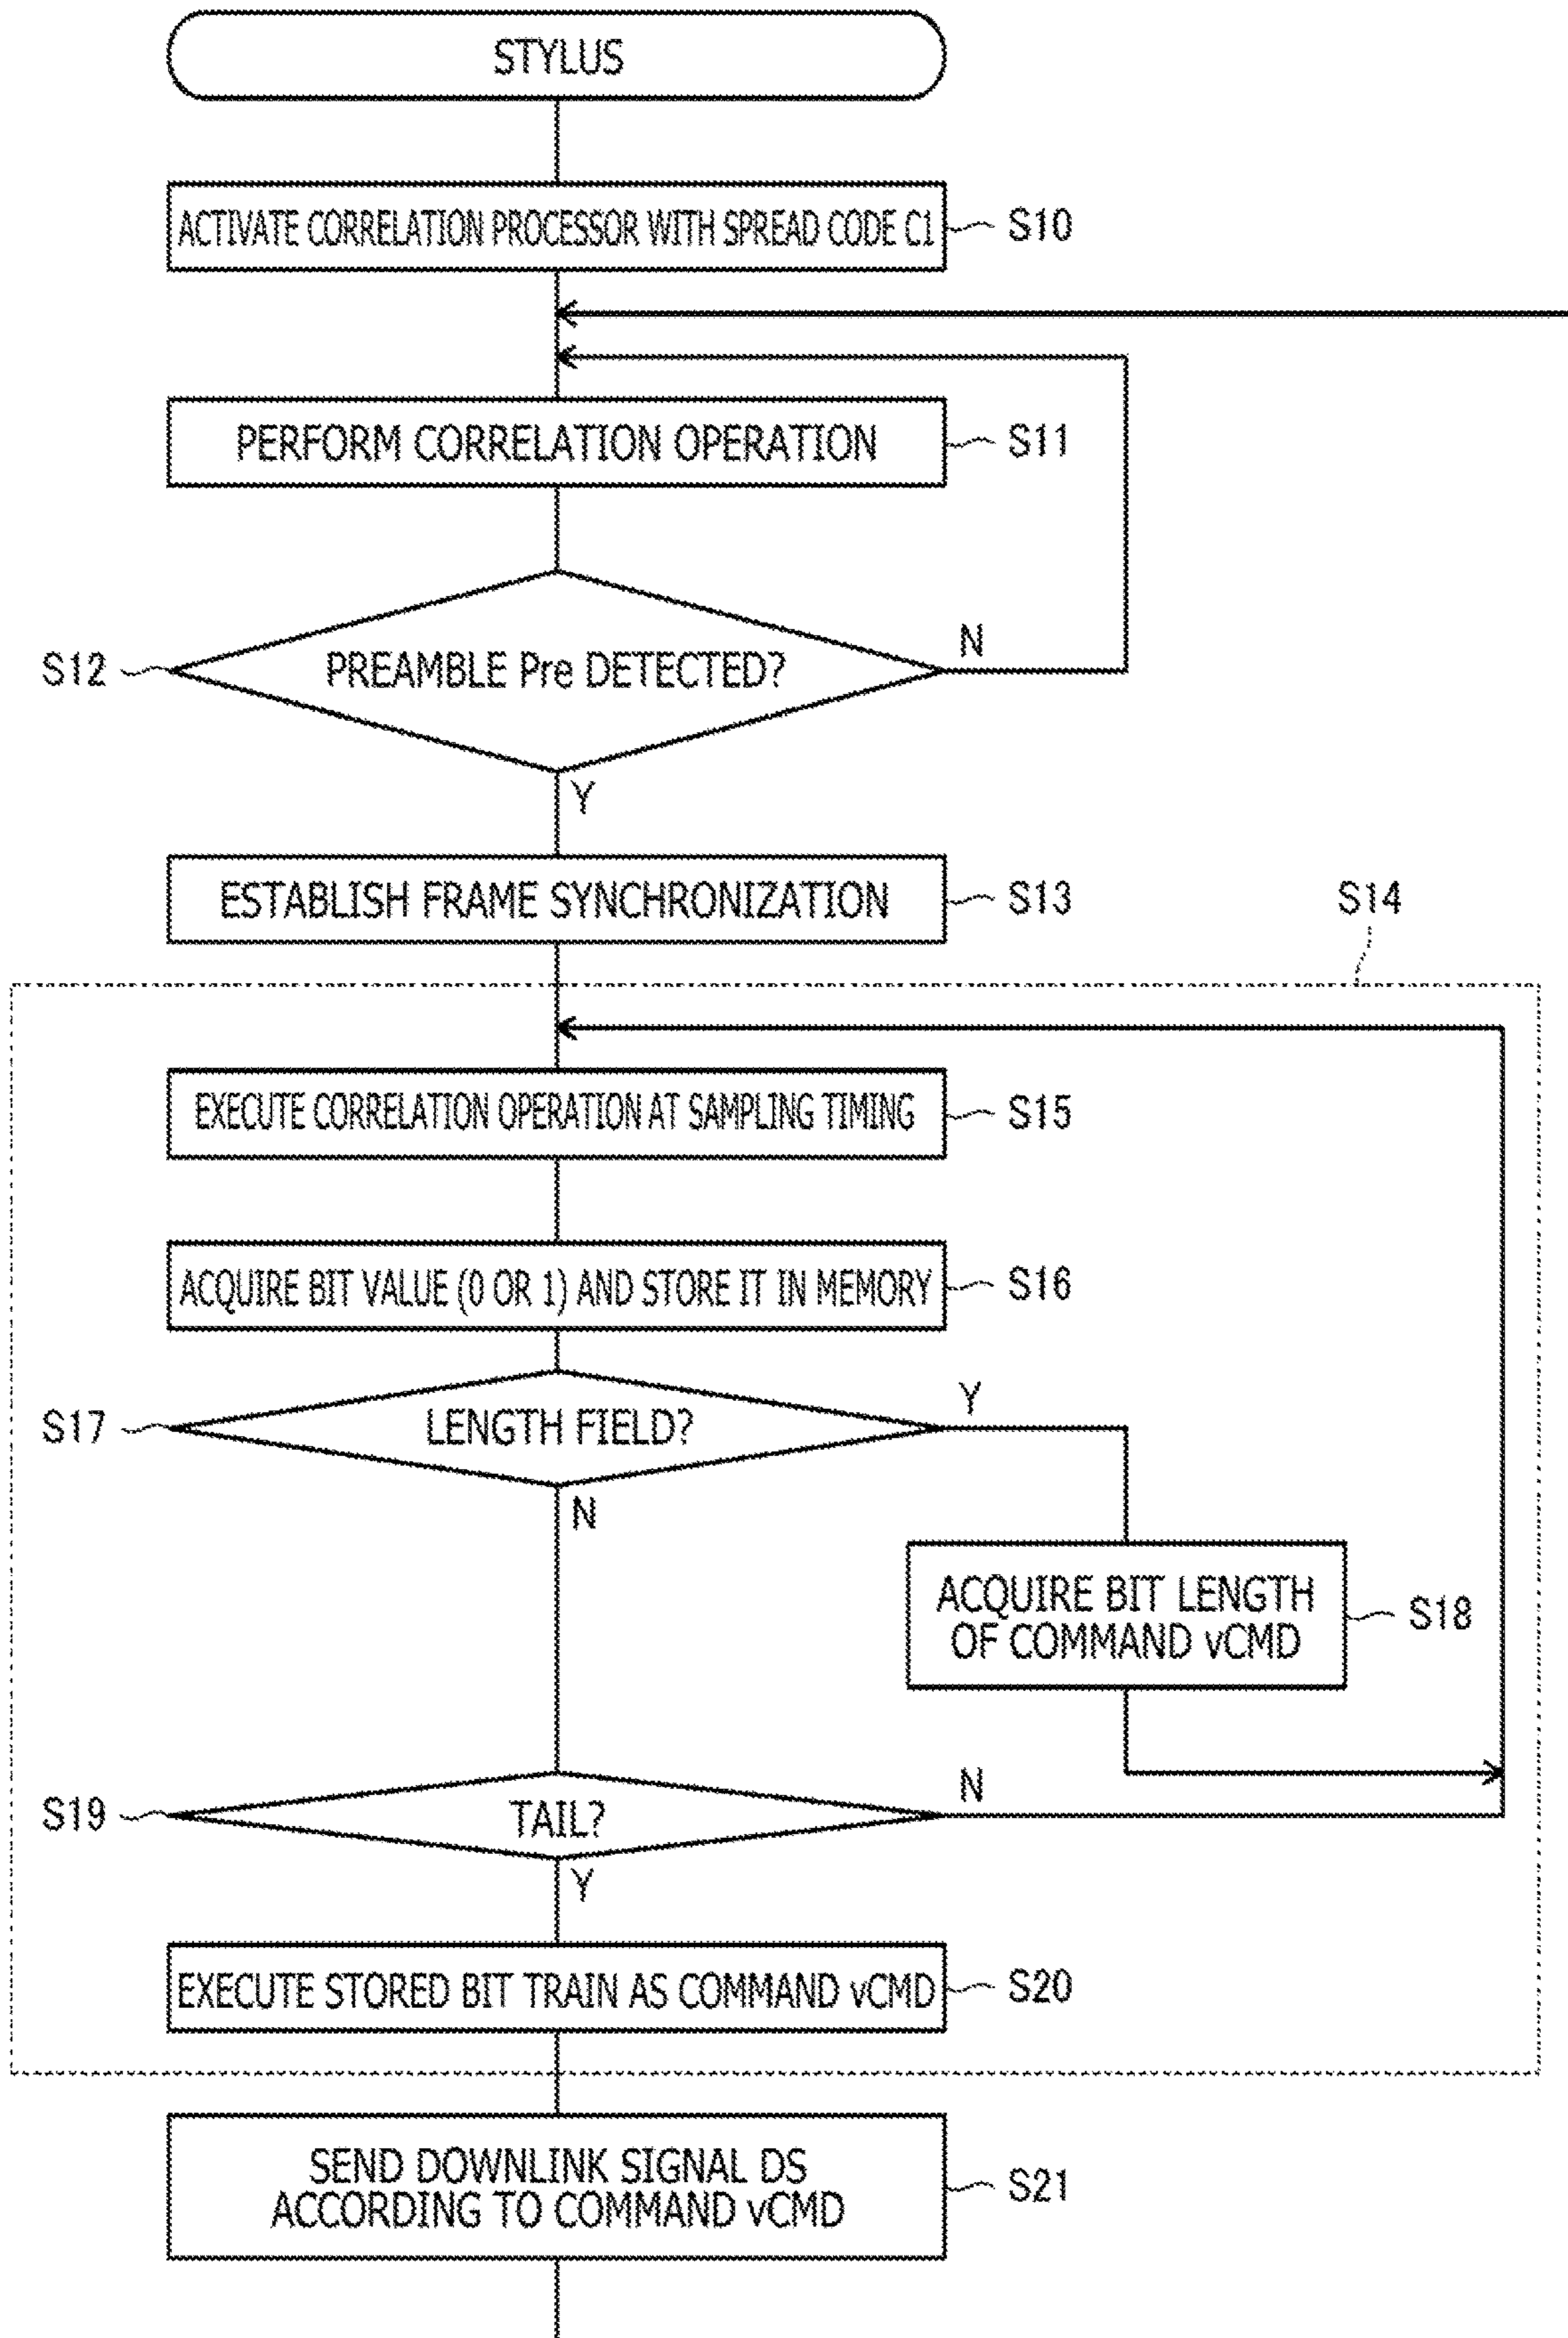 STYLUS
ACTIVATE CORRELATION PROCESSOR WITH SPREAD CODE C1
S10
PERFORM CORRELATION OPERATION
S11
S12
PREAMBLE Pre DETECTED?
N
Y
ESTABLISH FRAME SYNCHRONIZATION
S13
S14
EXECUTE CORRELATION OPERATION AT SAMPLING TIMING
S15
ACQUIRE BIT VALUE (0 OR 1) AND STORE IT IN MEMORY
S16
S17
LENGTH FIELD?
Y
N
ACQUIRE BIT LENGTH
OF COMMAND vCMD
S18
S19
TAIL?
N
Y
EXECUTE STORED BIT TRAIN AS COMMAND vCMD
S20
SEND DOWNLINK SIGNAL DS
ACCORDING TO COMMAND vCMD
S21